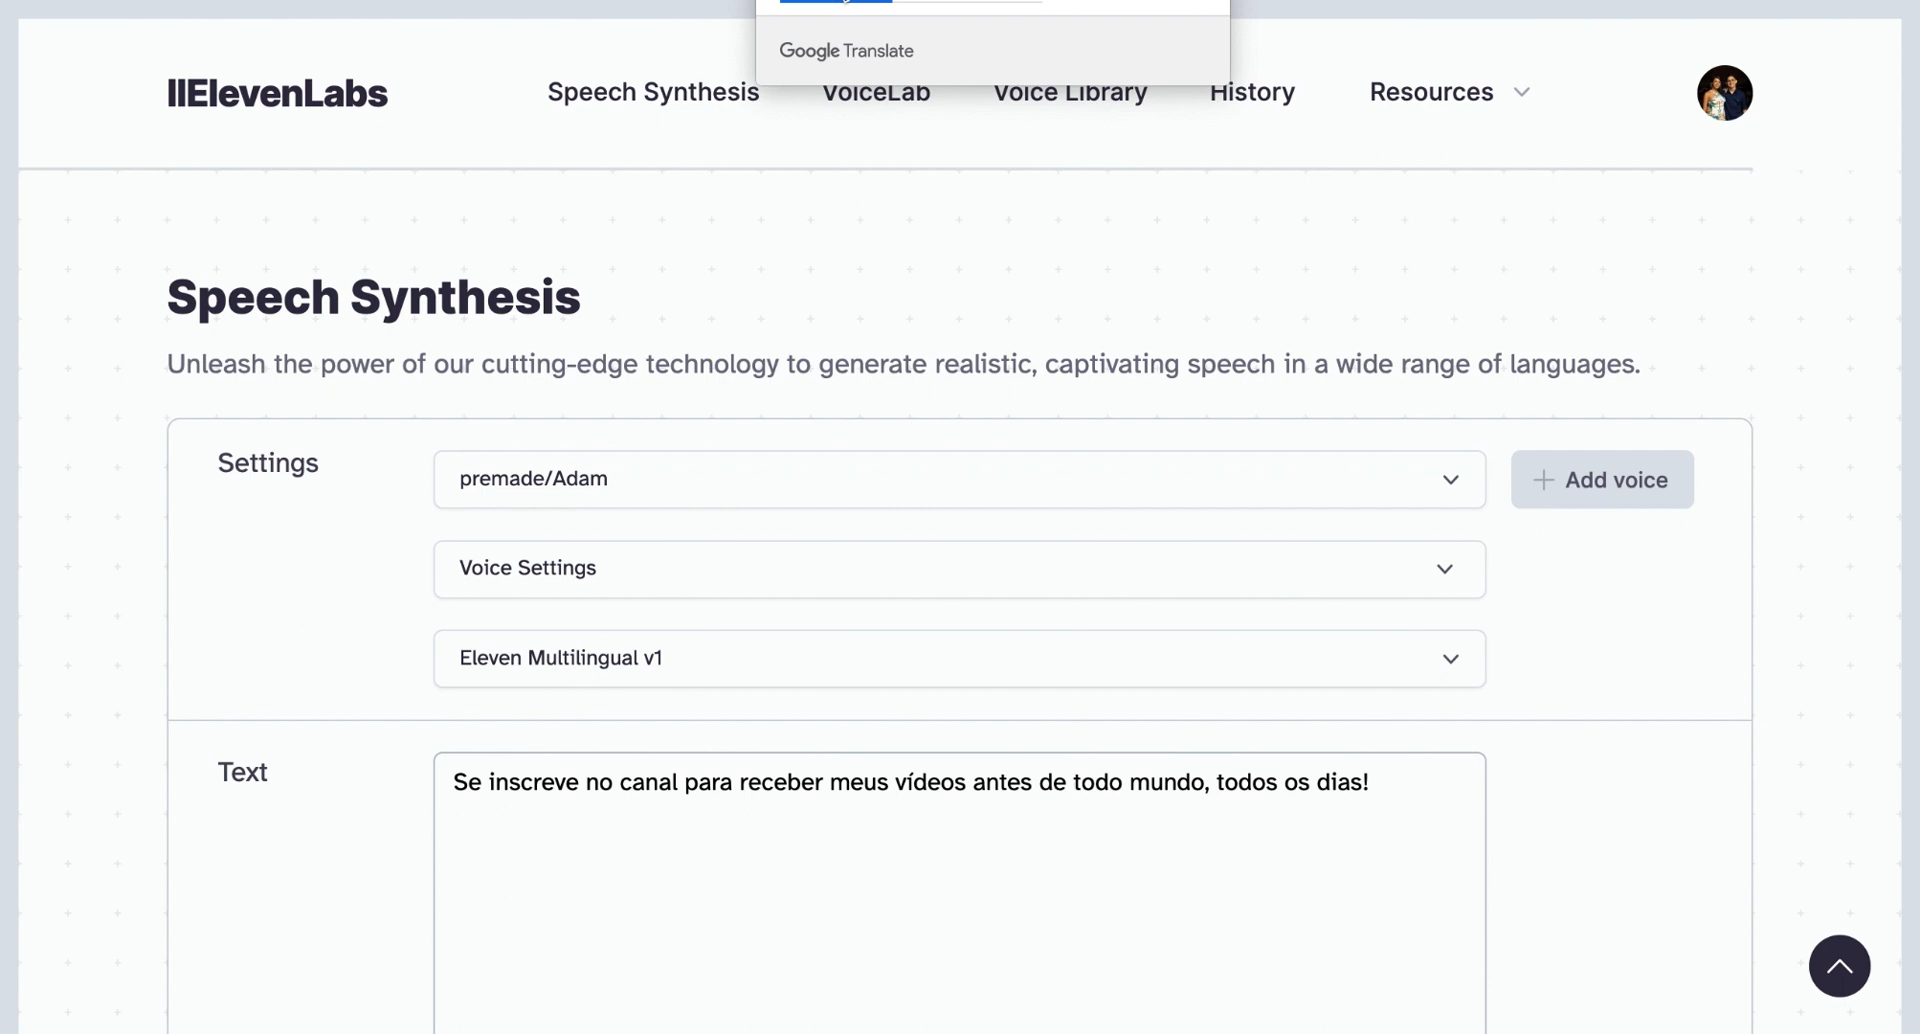 Google Translate
IIElevenLabs
Speech Synthesis
VoiceLab
Voice Library
History
Resources
Speech Synthesis
Unleash the power of our cutting-edge technology to generate realistic, captivating speech in a wide range of languages.
Settings
premade/Adam
+ Add voice
Voice Settings
Eleven Multilingual v1
Text
Se inscreve no canal para receber meus vídeos antes de todo mundo, todos os dias!